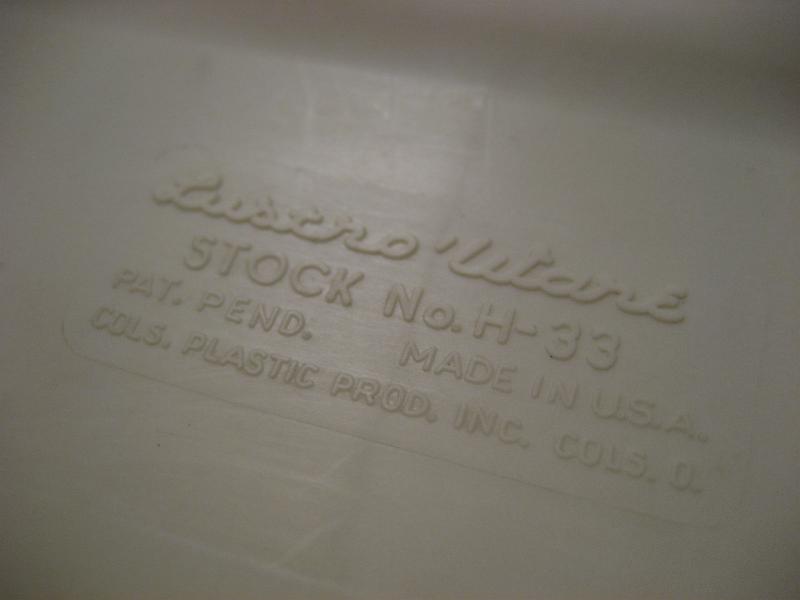 Lustro Ware
STOCK No. H-33
PAT. PEND. MADE IN U.S.A.
COLS. PLASTIC PROD. INC. COLS. O.